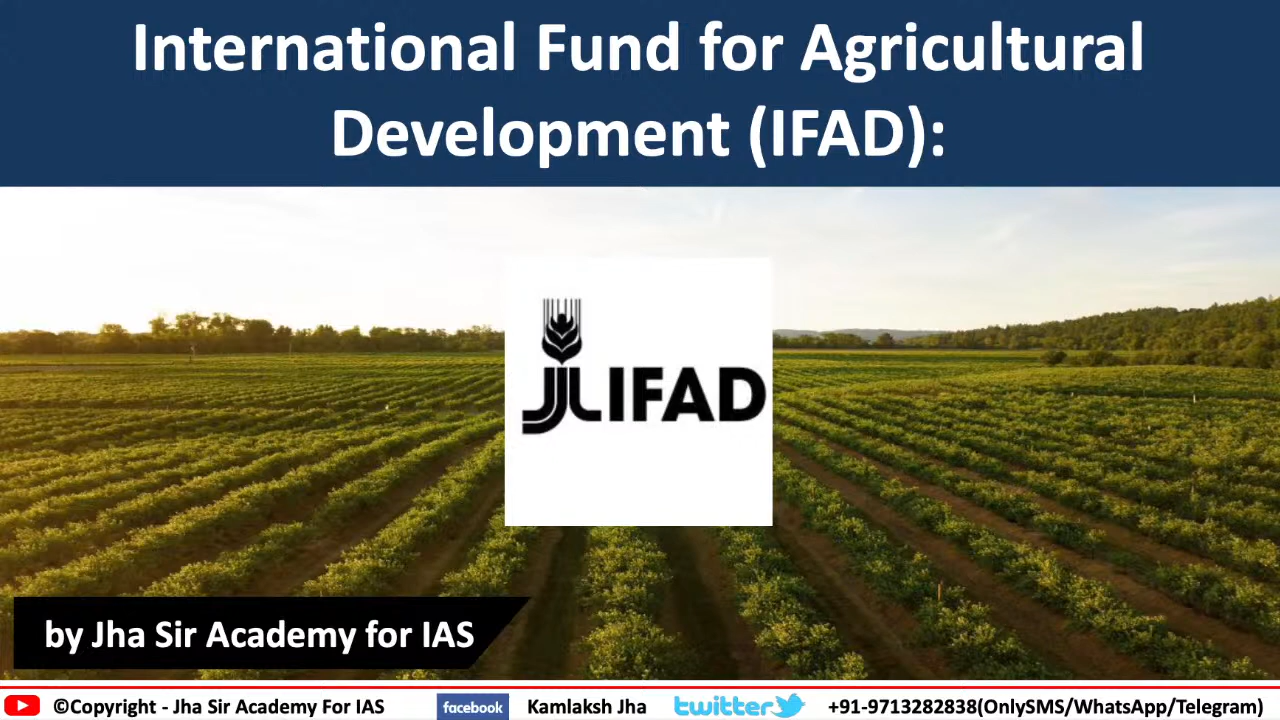 International Fund for Agricultural
Development (IFAD):
IFAD
by Jha Sir Academy for IAS
©Copyright - Jha Sir Academy For IAS facebook Kamlaksh Jha twitter +91-9713282838(OnlySMS/WhatsApp/Telegram)